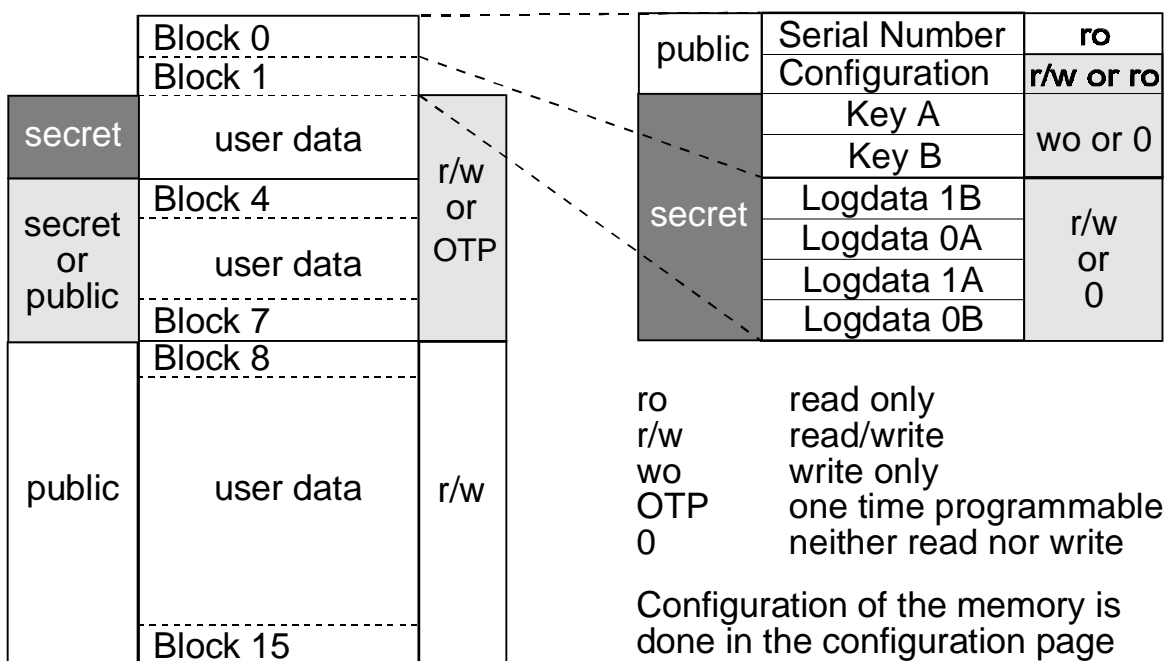 Block 0
Block 1
secret
user data
r/w
or
OTP
Block 4
secret
or
public
user data
Block 7
Block 8
public
user data
r/w
Block 15
public
Serial Number
ro
Configuration
r/w or ro
secret
Key A
Key B
wo or 0
Logdata 1B
Logdata 0A
Logdata 1A
Logdata 0B
r/w
or
0
ro read only
r/w read/write
wo write only
OTP one time programmable
0 neither read nor write
Configuration of the memory is
done in the configuration page